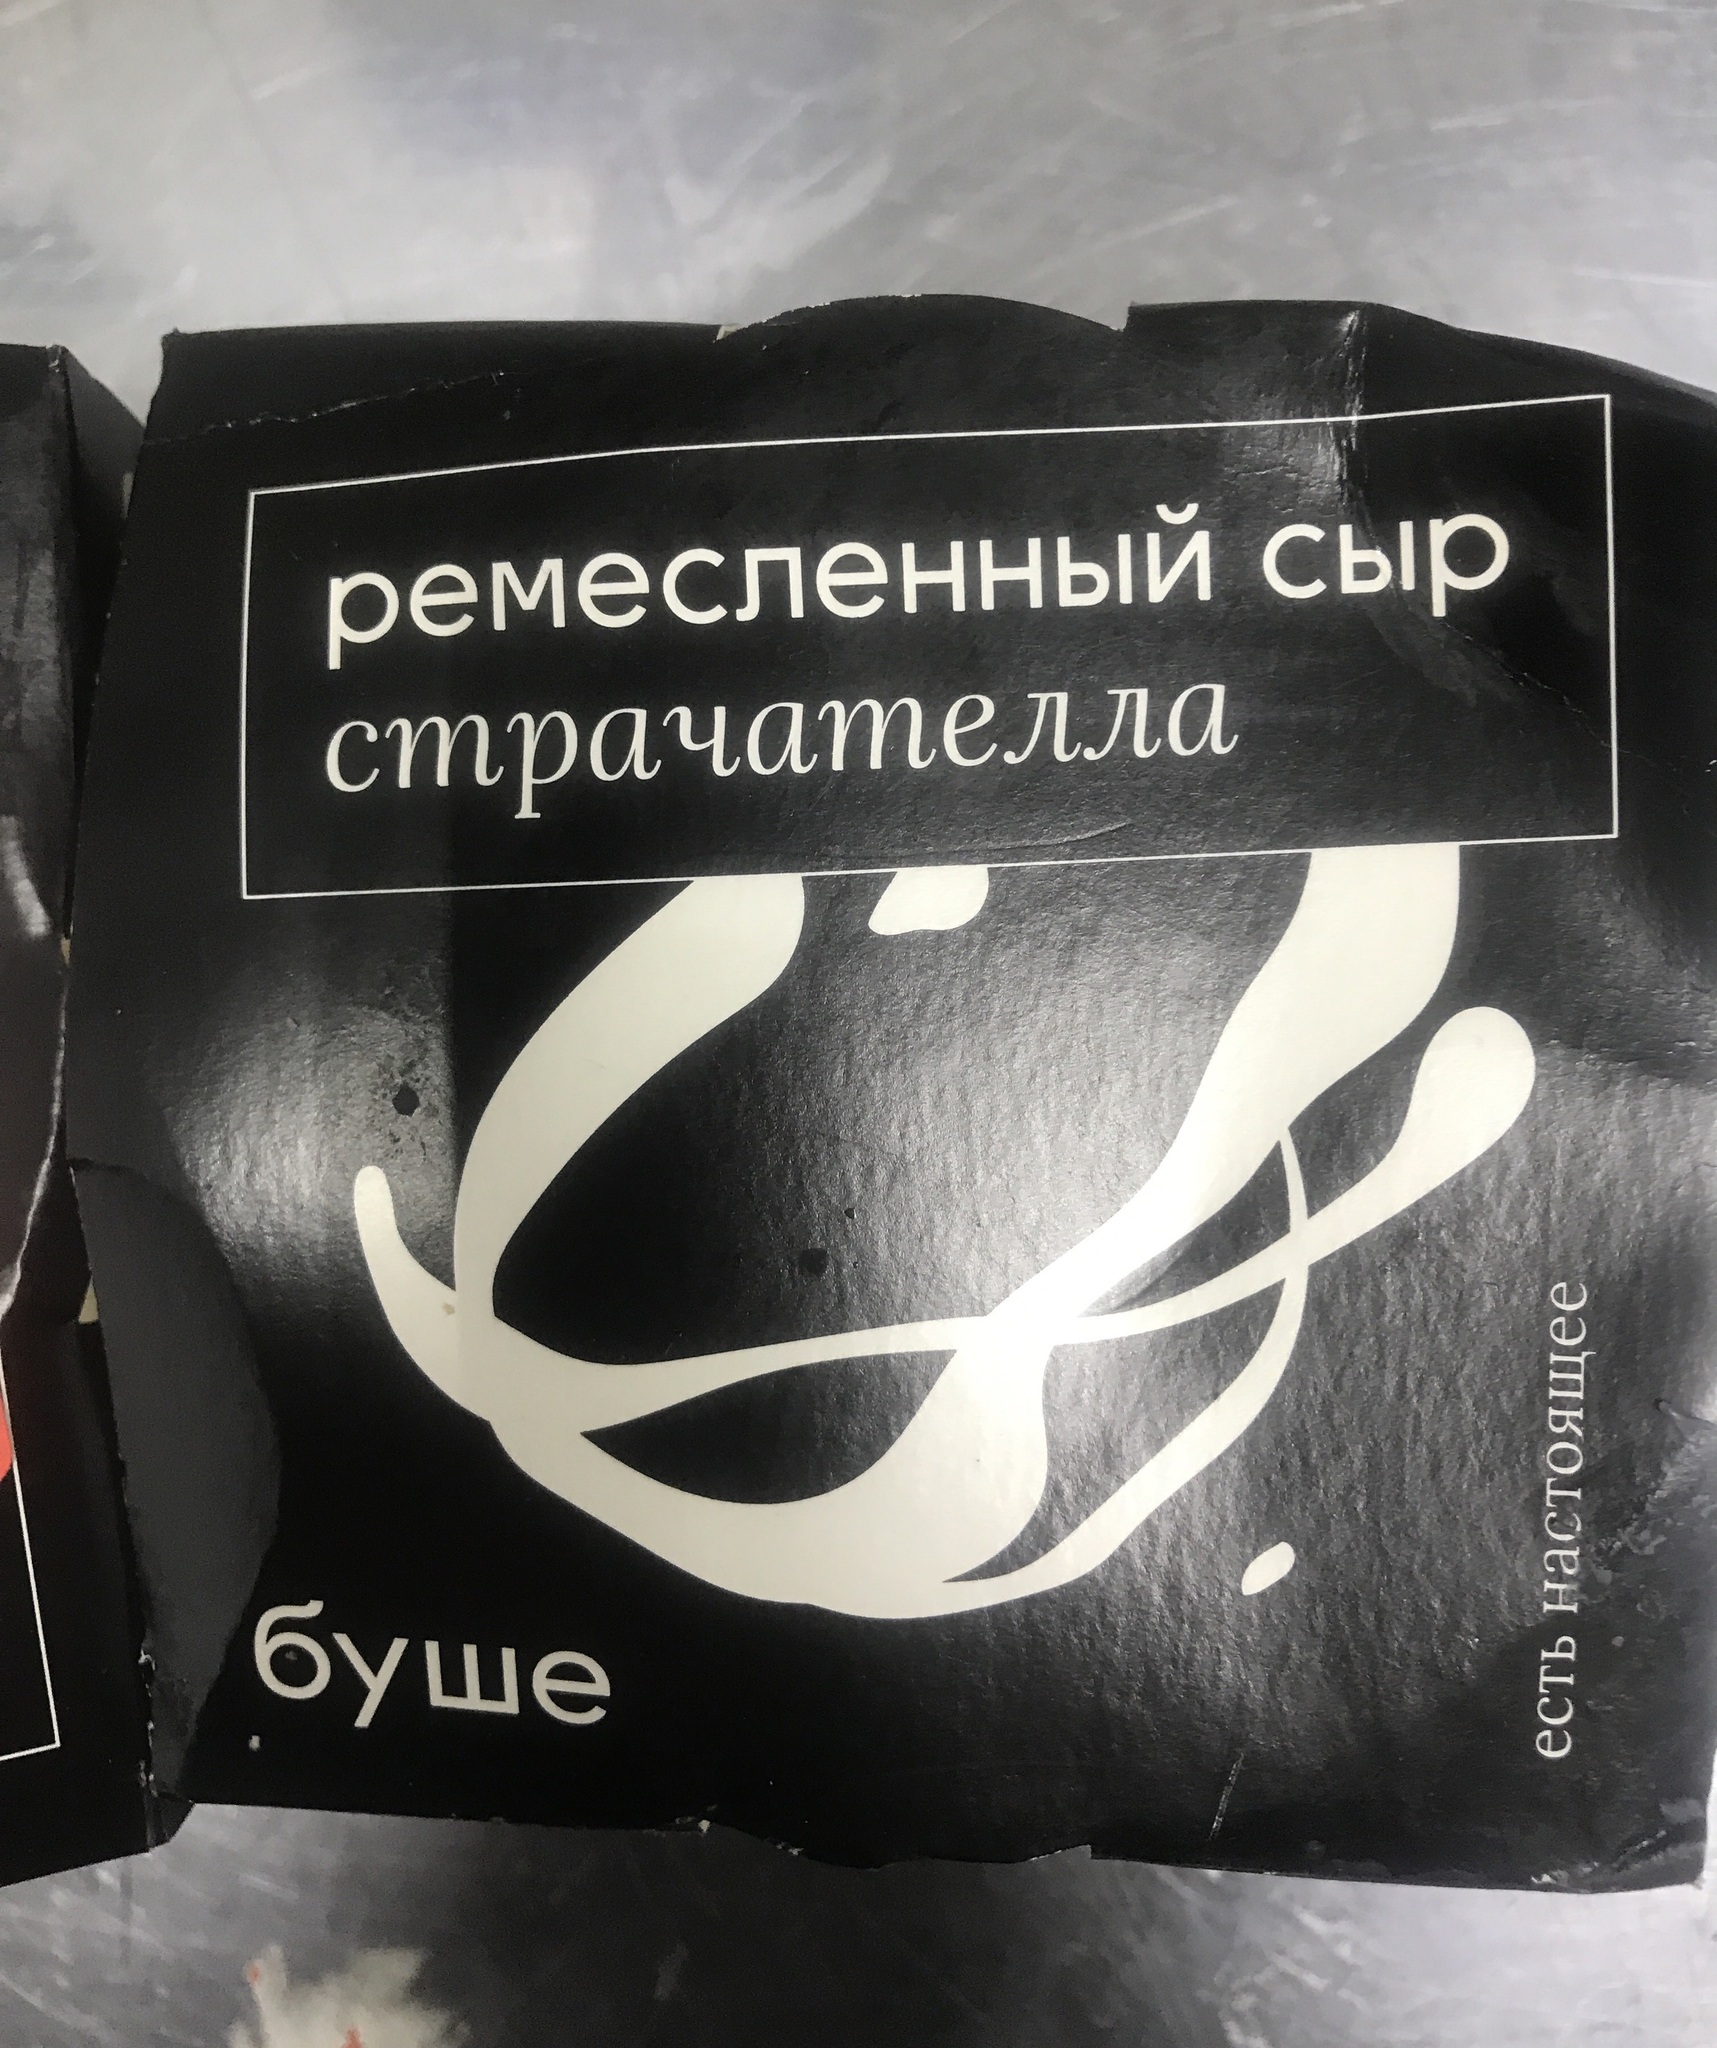 ремесленный сыр
страчателла
буше
есть настоящее